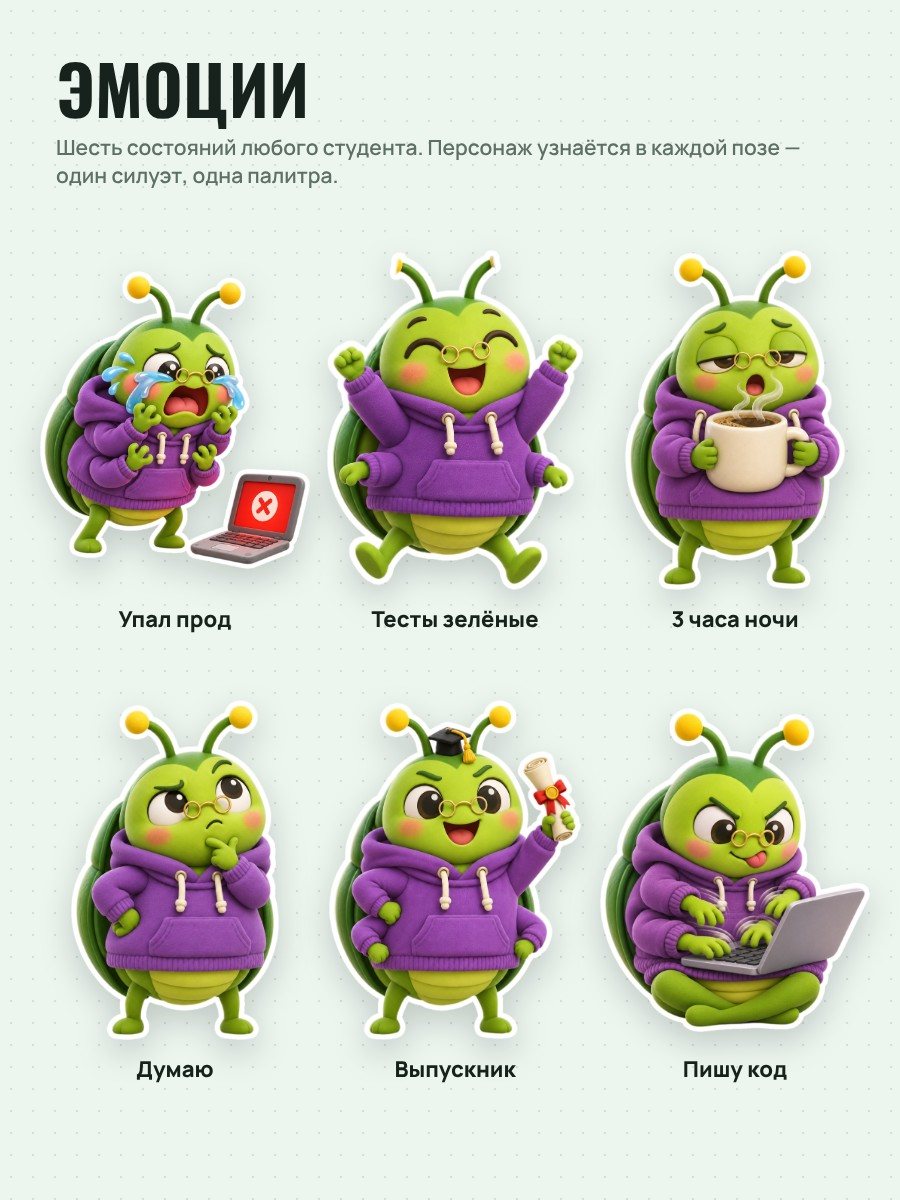 ЭМОЦИИ
Шесть состояний любого студента. Персонаж узнаётся в каждой позе —
один силуэт, одна палитра.
Упал прод
Тесты зелёные
3 часа ночи
Думаю
Выпускник
Пишу код